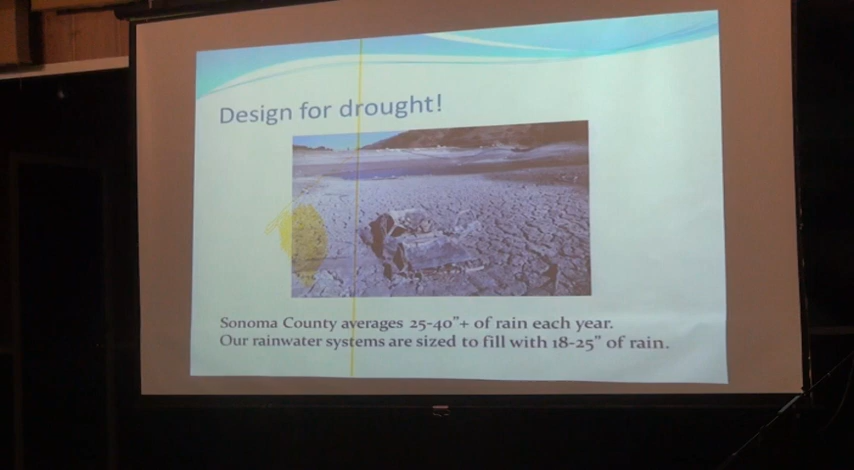 Design for drought!
Sonoma County averages 25-40"+ of rain each year.
Our rainwater systems are sized to fill with 18-25" of rain.